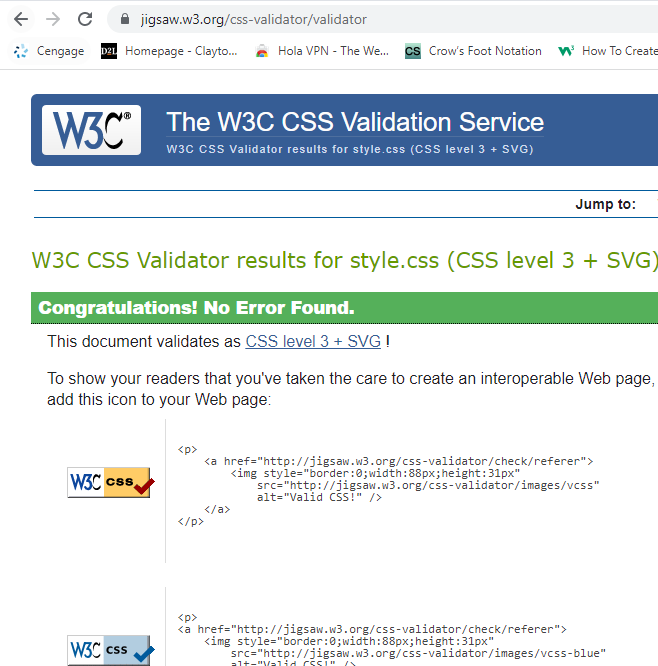 jigsaw.w3.org/css-validator/validator
Cengage D2L Homepage - Clayto... Hola VPN - The We... CS Crow's Foot Notation W3 How To Create
W3C® The W3C CSS Validation Service
W3C CSS Validator results for style.css (CSS level 3 + SVG)
Jump to:
W3C CSS Validator results for style.css (CSS level 3 + SVG)
Congratulations! No Error Found.
This document validates as CSS level 3 + SVG !
To show your readers that you've taken the care to create an interoperable Web page,
add this icon to your Web page:
<p>
<a href="http://jigsaw.w3.org/css-validator/check/referer">
<img style="border:0;width:88px;height:31px"
W3C css
src="http://jigsaw.w3.org/css-validator/images/vcss"
alt="Valid CSS!" />
</a>
</p>
<p>
<a href="http://jigsaw.w3.org/css-validator/check/referer">
<img style="border:0;width:88px;height:31px"
W3C css
src="http://jigsaw.w3.org/css-validator/images/vcss-blue"
alt="Valid CSS!" />